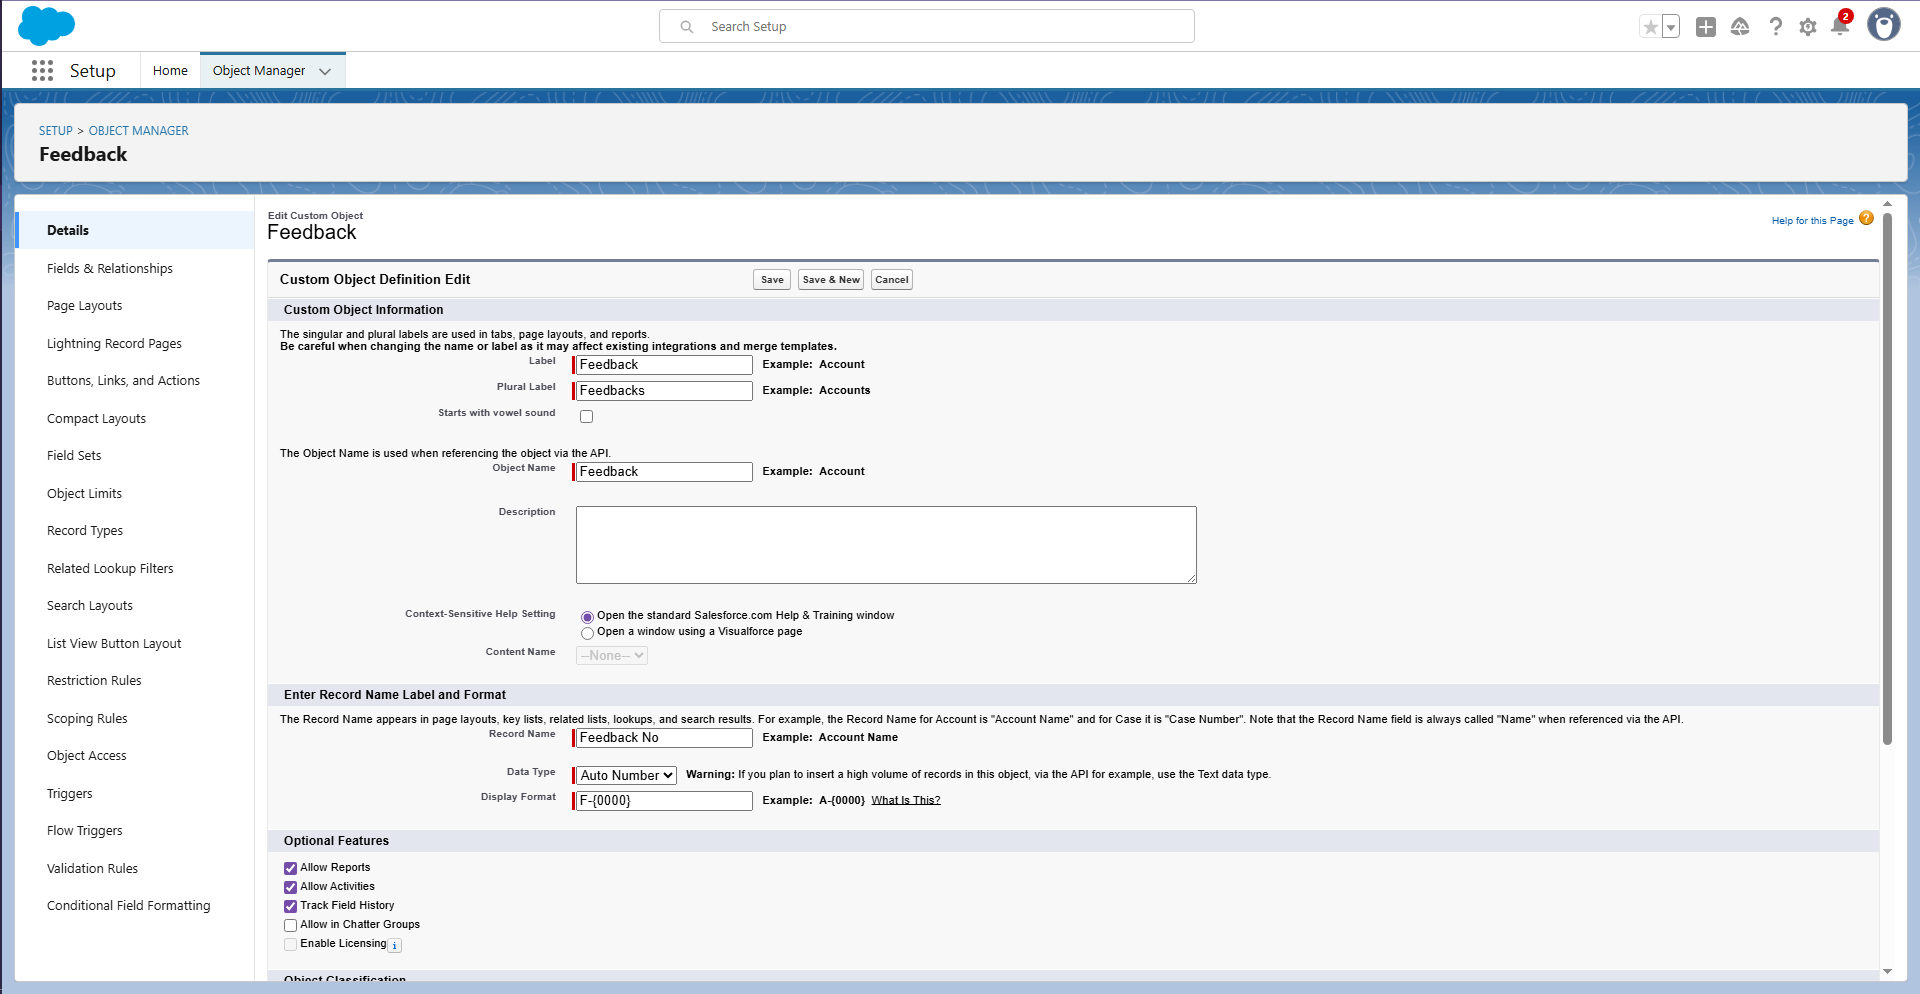 Search Setup
2
Setup
Home
Object Manager
SETUP > OBJECT MANAGER
Feedback
Details
Fields & Relationships
Page Layouts
Lightning Record Pages
Buttons, Links, and Actions
Compact Layouts
Field Sets
Object Limits
Record Types
Related Lookup Filters
Search Layouts
List View Button Layout
Restriction Rules
Scoping Rules
Object Access
Triggers
Flow Triggers
Validation Rules
Conditional Field Formatting
Edit Custom Object
Feedback
Help for this Page ?
Custom Object Definition Edit
Save
Save & New
Cancel
Custom Object Information
The singular and plural labels are used in tabs, page layouts, and reports.
Be careful when changing the name or label as it may affect existing integrations and merge templates.
Label Feedback Example: Account
Plural Label Feedbacks Example: Accounts
Starts with vowel sound
The Object Name is used when referencing the object via the API.
Object Name Feedback Example: Account
Description
Context-Sensitive Help Setting Open the standard Salesforce.com Help & Training window
Open a window using a Visualforce page
Content Name --None--
Enter Record Name Label and Format
The Record Name appears in page layouts, key lists, related lists, lookups, and search results. For example, the Record Name for Account is "Account Name" and for Case it is "Case Number". Note that the Record Name field is always called "Name" when referenced via the API.
Record Name Feedback No Example: Account Name
Data Type Auto Number Warning: If you plan to insert a high volume of records in this object, via the API for example, use the Text data type.
Display Format F-{0000} Example: A-{0000} What Is This?
Optional Features
Allow Reports
Allow Activities
Track Field History
Allow in Chatter Groups
Enable Licensing i
Object Classification